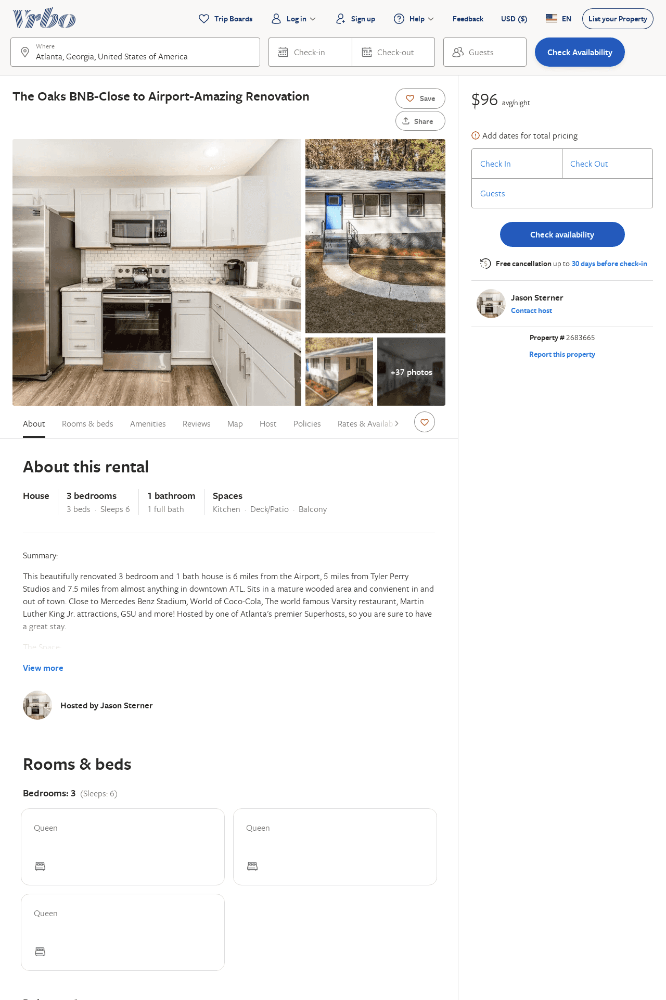 Vrbo
Trip Boards
Log in
Sign up
Help
Feedback
USD ($)
EN
List your Property
Where
Atlanta, Georgia, United States of America
Check-in
Check-out
Guests
Check Availability
The Oaks BNB-Close to Airport-Amazing Renovation
Save
Share
+37 photos
$96 avg/night
Add dates for total pricing
Check In
Check Out
Guests
Check availability
Free cancellation up to 30 days before check-in
Jason Sterner
Contact host
Property # 2683665
Report this property
About
Rooms & beds
Amenities
Reviews
Map
Host
Policies
Rates & Availab
About this rental
House
3 bedrooms
3 beds · Sleeps 6
1 bathroom
1 full bath
Spaces
Kitchen · Deck/Patio · Balcony
Summary:
This beautifully renovated 3 bedroom and 1 bath house is 6 miles from the Airport, 5 miles from Tyler Perry
Studios and 7.5 miles from almost anything in downtown ATL. Sits in a mature wooded area and convienent in and
out of town. Close to Mercedes Benz Stadium, World of Coco-Cola, The world famous Varsity restaurant, Martin
Luther King Jr. attractions, GSU and more! Hosted by one of Atlanta's premier Superhosts, so you are sure to have
a great stay.
The Space:
View more
Hosted by Jason Sterner
Rooms & beds
Bedrooms: 3 (Sleeps: 6)
Queen
Queen
Queen